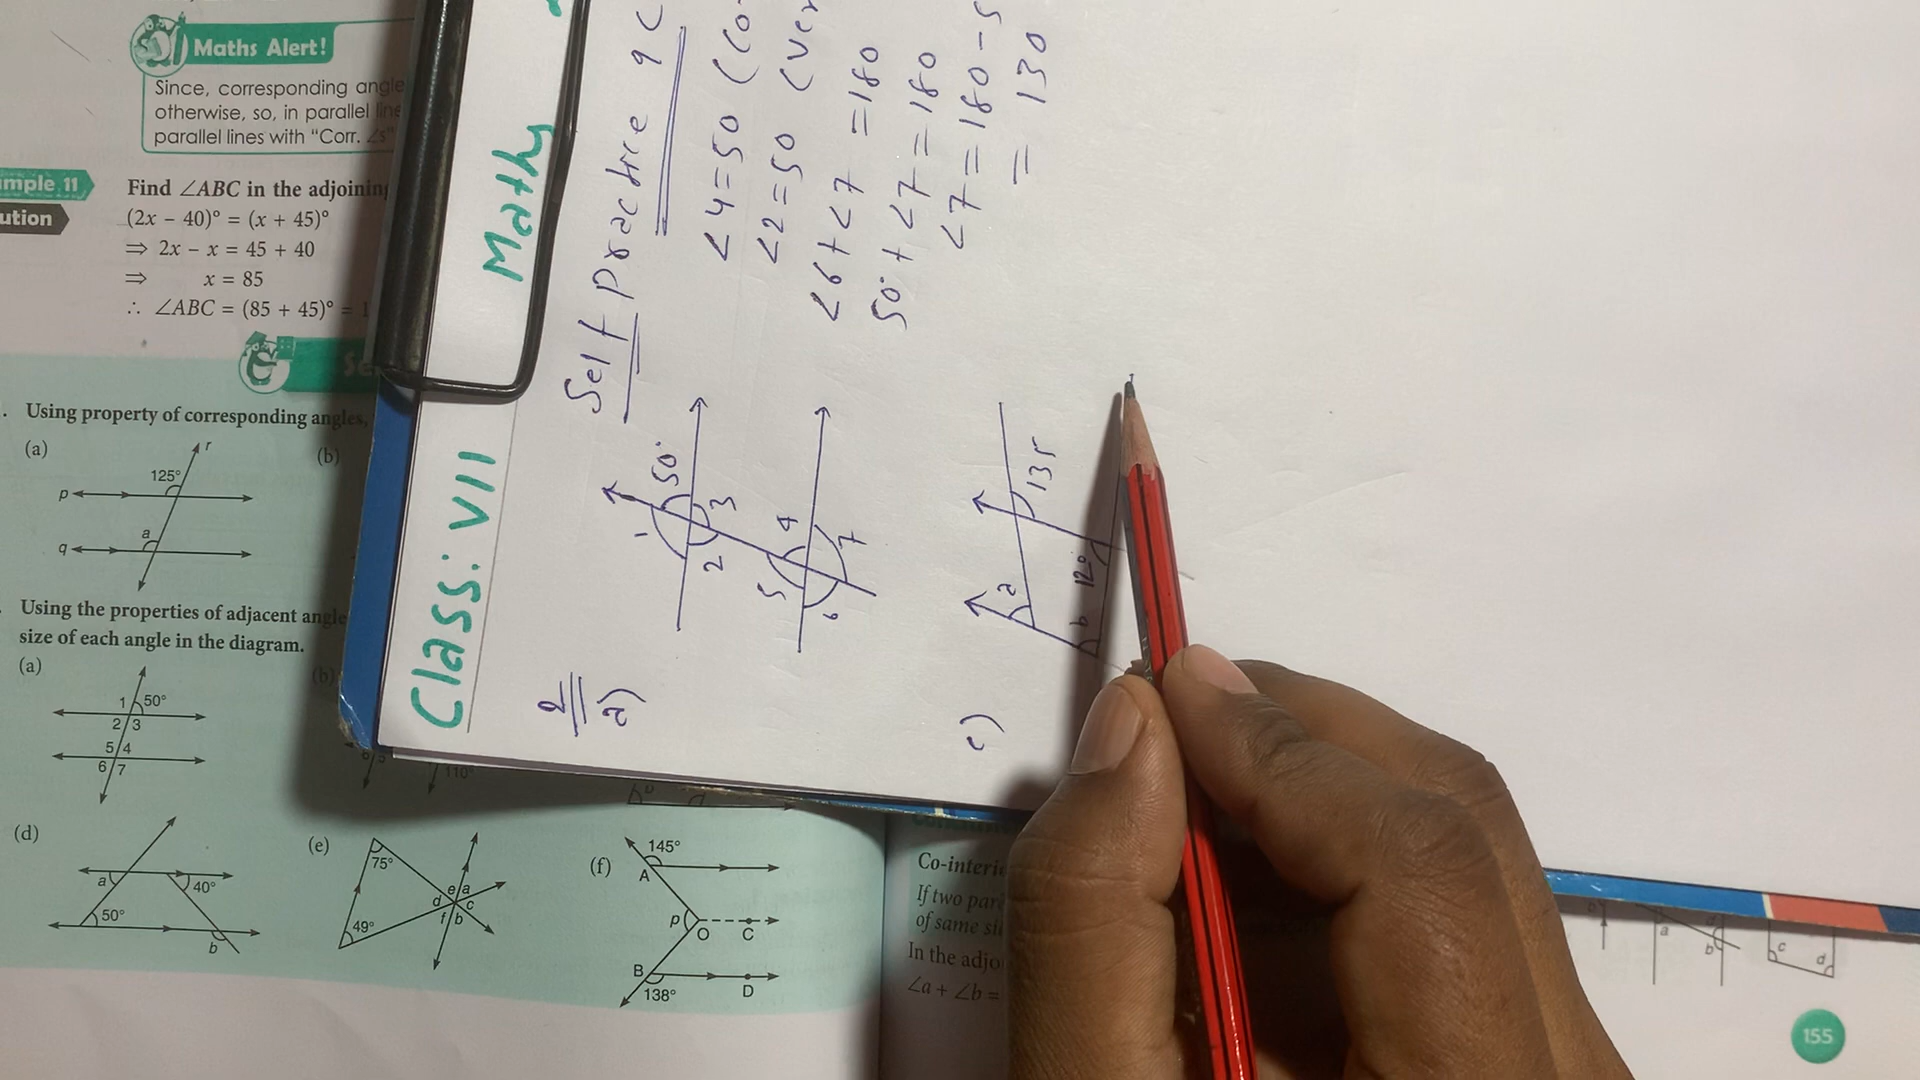 Maths Alert!
Since, corresponding angle
otherwise, so, in parallel line
parallel lines with "Corr. ∠s"
mple 11
Find ∠ABC in the adjoining
ution
(2x − 40)° = (x + 45)°
⇒ 2x − x = 45 + 40
⇒ x = 85
∴ ∠ABC = (85 + 45)° = 1
Se
. Using property of corresponding angles,
(a)
(b)
r
125°
p
a
q
. Using the properties of adjacent angle
size of each angle in the diagram.
(a)
(b)
1 50°
2 3
5 4
6 7
110°
(d)
a
40°
50°
b
(e)
75°
e a
d c
f b
49°
(f)
145°
A
P
O C
B
138° D
Class: VII Math
Self Practice 9C
2
a)
1 50°
2 3
5 4
6 7
∠4=50 (Co-
∠2=50 (Ver
∠6+∠7 =180
50°+∠7=180
∠7=180-5
= 130
c)
a 135
b 120
Co-interi
If two par
of same si
In the adjo
∠a + ∠b =
a
b
c
d
155